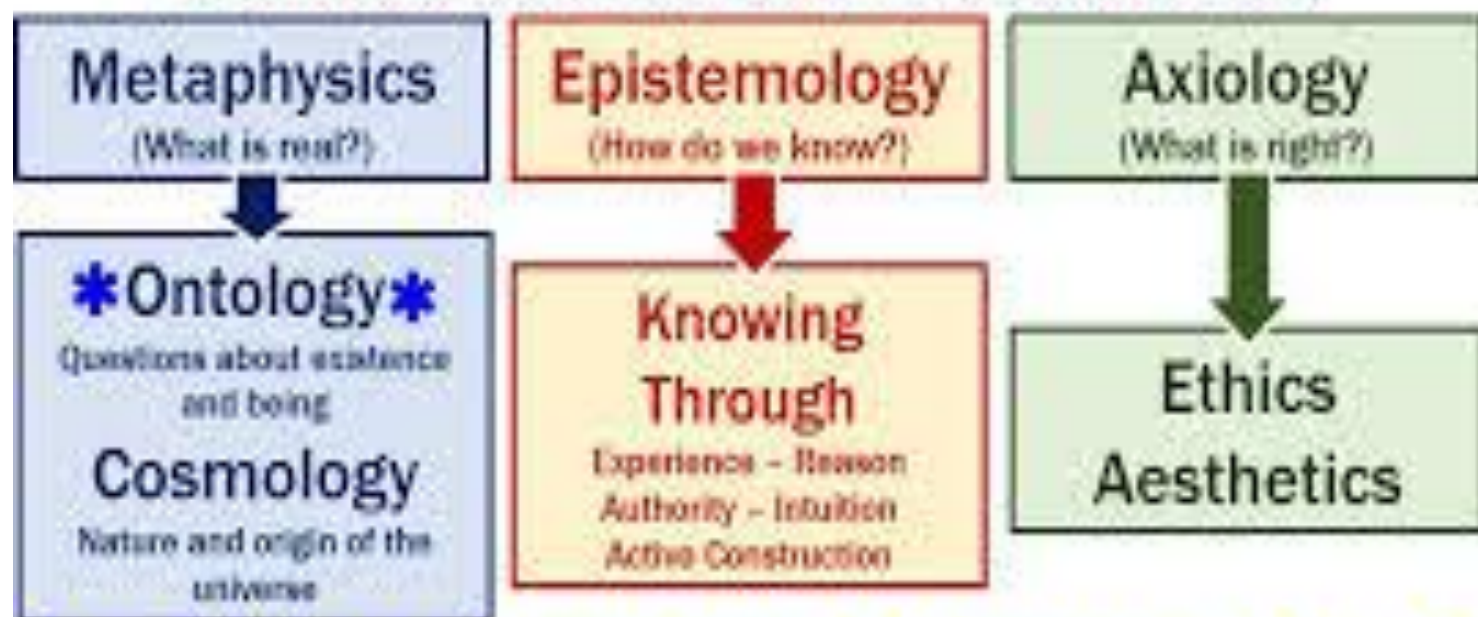 Metaphysics
(What is real?)
*Ontology*
Questions about existence
and being
Cosmology
Nature and origin of the
universe
Epistemology
(How do we know?)
Knowing
Through
Experience – Reason
Authority – Intuition
Active Construction
Axiology
(What is right?)
Ethics
Aesthetics